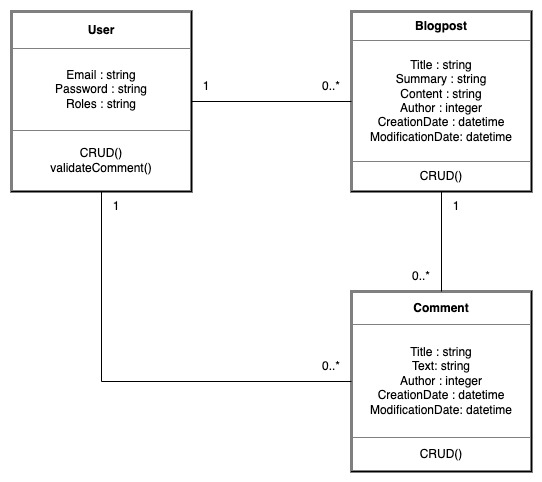 User
Email : string
Password : string
Roles : string
CRUD()
validateComment()
1
0..*
Blogpost
Title : string
Summary : string
Content : string
Author : integer
CreationDate : datetime
ModificationDate: datetime
CRUD()
1
1
0..*
0..*
Comment
Title : string
Text: string
Author : integer
CreationDate : datetime
ModificationDate: datetime
CRUD()